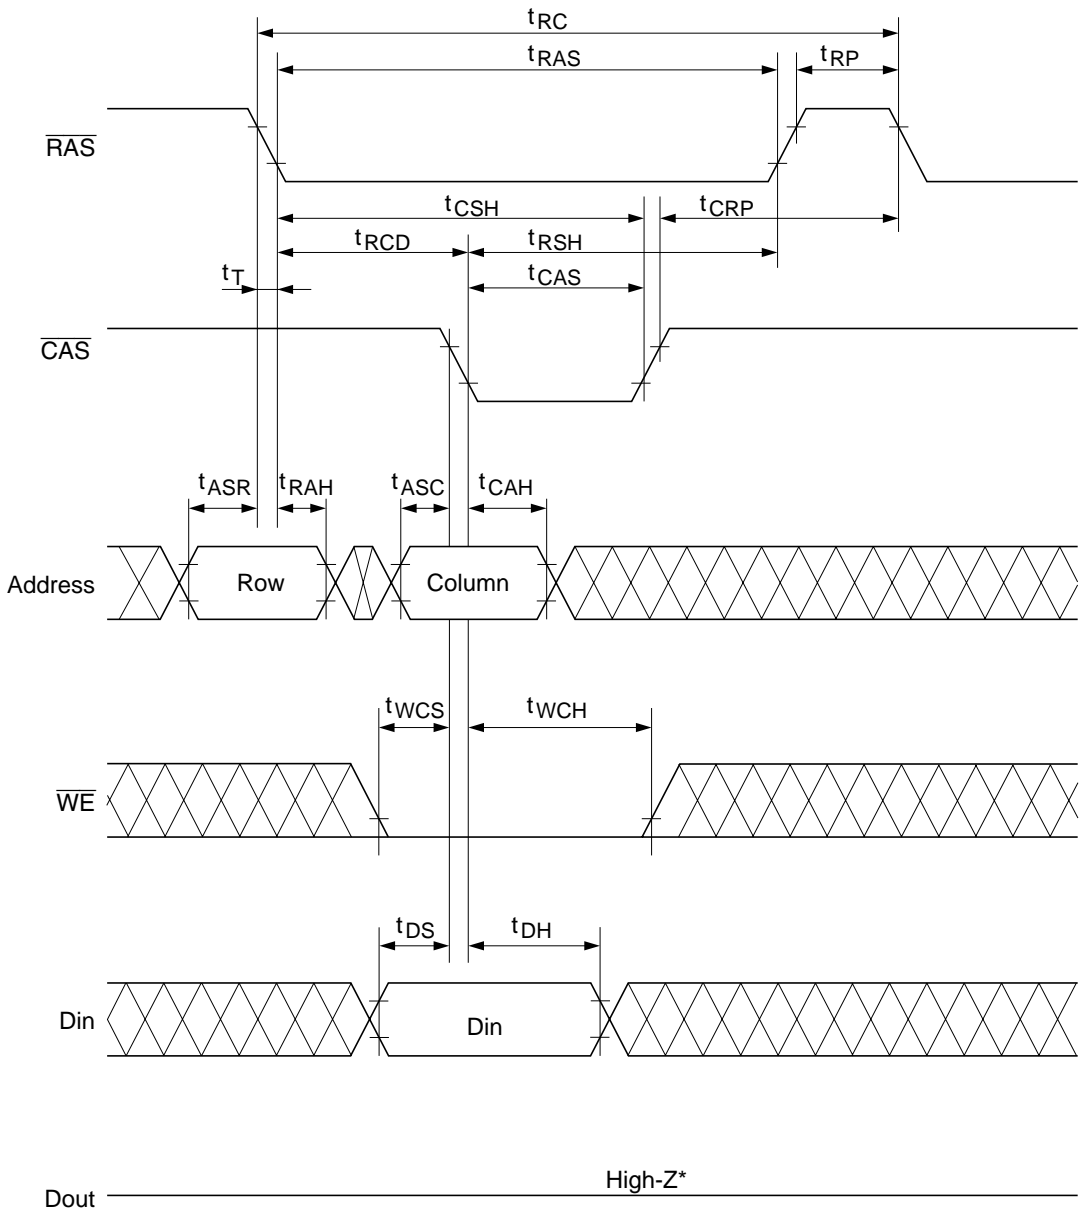 tRC
tRAS
tRP
RAS
tCSH
tCRP
tRCD
tRSH
tT
tCAS
CAS
tASR
tRAH
tASC
tCAH
Address
Row
Column
tWCS
tWCH
WE
tDS
tDH
Din
Din
High-Z*
Dout